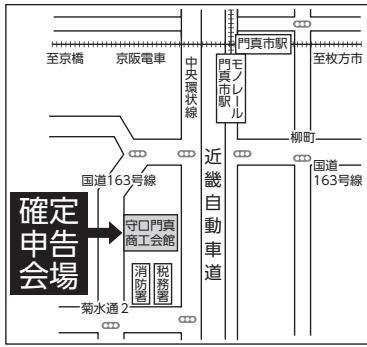 門真市駅
至京橋
京阪電車
至枚方市
中央環状線
モノレール
門真市駅
柳町
国道163号線
近畿自動車道
国道
163号線
確定
申告
会場
守口門真
商工会館
消防署
税務署
菊水通2